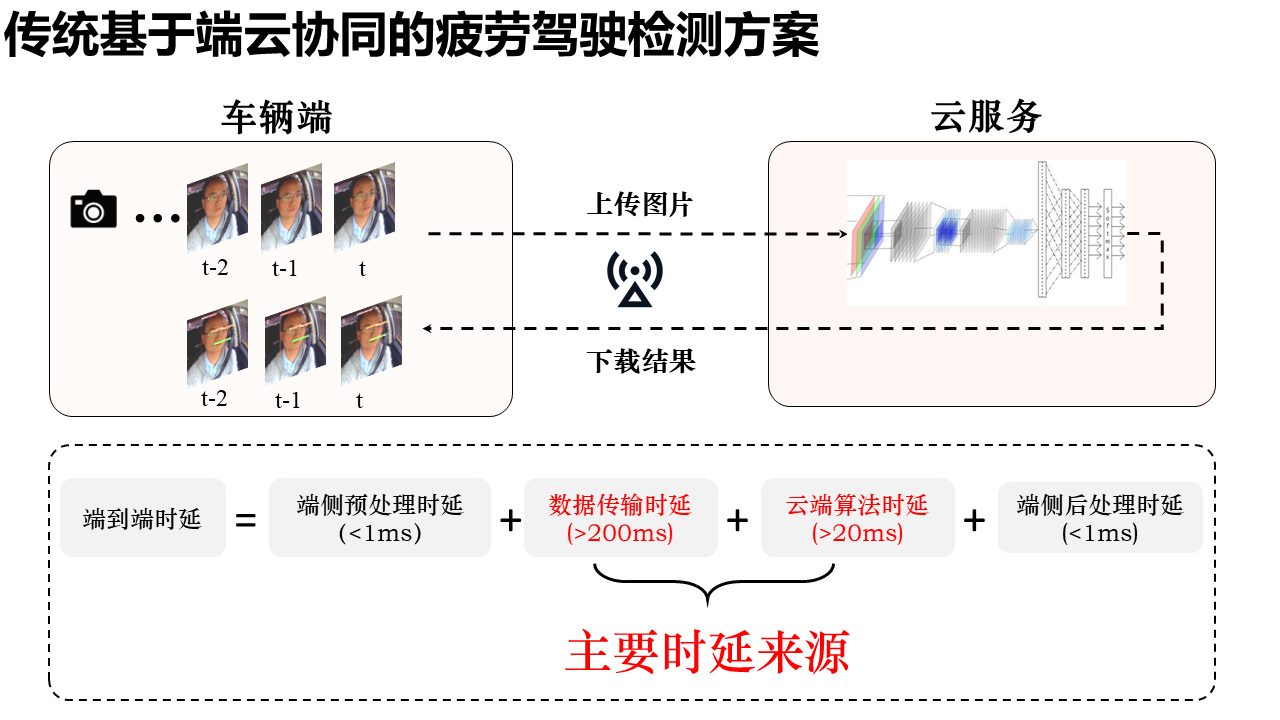 传统基于端云协同的疲劳驾驶检测方案
车辆端
云服务
t-2
t-1
t
上传图片
Softmax
t-2
t-1
t
下载结果
端到端时延
=
端侧预处理时延
(<1ms)
+
数据传输时延
(>200ms)
+
云端算法时延
(>20ms)
+
端侧后处理时延
(<1ms)
主要时延来源